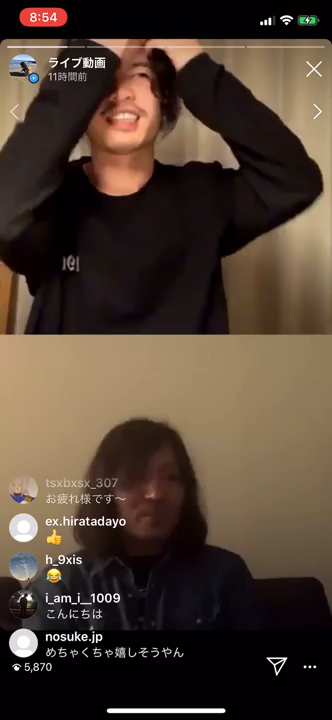 8:54
ライブ動画
11時間前
tsxbxsx_307
お疲れ様です〜
ex.hiratadayo
👍
h_9xis
😂
i_am_i__1009
こんにちは
nosuke.jp
めちゃくちゃ嬉しそうやん
5,870